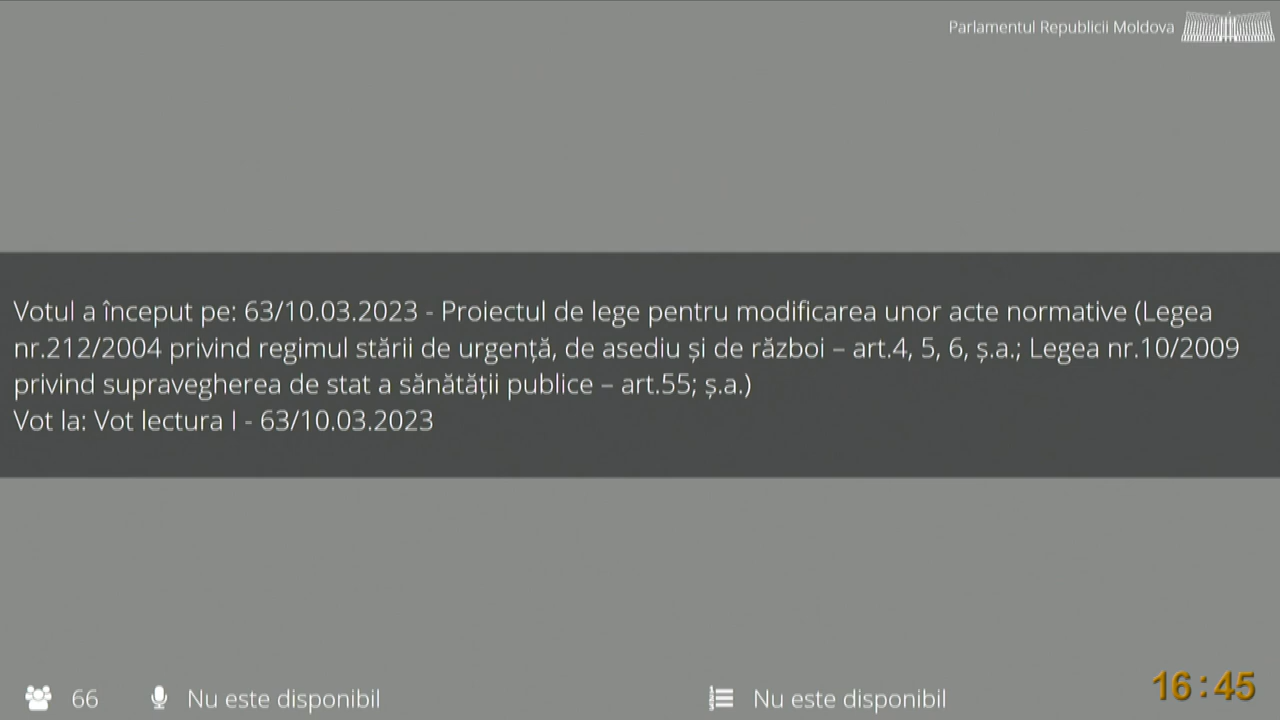 Parlamentul Republicii Moldova
Votul a început pe: 63/10.03.2023 - Proiectul de lege pentru modificarea unor acte normative (Legea
nr.212/2004 privind regimul stării de urgență, de asediu și de război – art.4, 5, 6, ș.a.; Legea nr.10/2009
privind supravegherea de stat a sănătății publice – art.55; ș.a.)
Vot la: Vot lectura I - 63/10.03.2023
66 Nu este disponibil Nu este disponibil 16:45